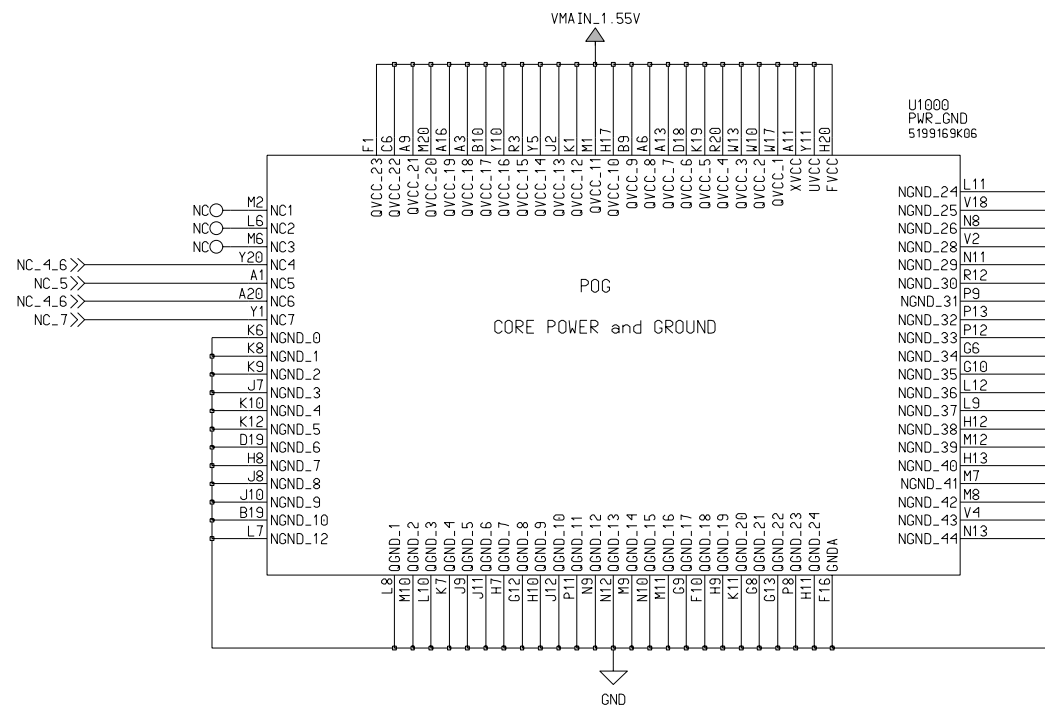 VMAIN_1.55V
U1000
PWR_GND
5199169K06
F1
C6
A9
M20
A16
A3
B10
Y10
R3
Y5
J2
K1
M1
H17
B9
A6
A13
D18
K19
R20
W13
W10
W17
A11
Y11
H20
QVCC_23
QVCC_22
QVCC_21
QVCC_20
QVCC_19
QVCC_18
QVCC_17
QVCC_16
QVCC_15
QVCC_14
QVCC_13
QVCC_12
QVCC_11
QVCC_10
QVCC_9
QVCC_8
QVCC_7
QVCC_6
QVCC_5
QVCC_4
QVCC_3
QVCC_2
QVCC_1
XVCC
UVCC
FVCC
NC M2 NC1
NC L6 NC2
NC M6 NC3
NC_4_6 Y20 NC4
NC_5 A1 NC5
NC_4_6 A20 NC6
NC_7 Y1 NC7
K6 NGND_0
K8 NGND_1
K9 NGND_2
J7 NGND_3
K10 NGND_4
K12 NGND_5
D19 NGND_6
H8 NGND_7
J8 NGND_8
J10 NGND_9
B19 NGND_10
L7 NGND_12
POG
CORE POWER and GROUND
NGND_24 L11
NGND_25 V18
NGND_26 N8
NGND_28 V2
NGND_29 N11
NGND_30 R12
NGND_31 P9
NGND_32 P13
NGND_33 P12
NGND_34 G6
NGND_35 G10
NGND_36 L12
NGND_37 L9
NGND_38 H12
NGND_39 M12
NGND_40 H13
NGND_41 M7
NGND_42 M8
NGND_43 V4
NGND_44 N13
QGND_1
QGND_2
QGND_3
QGND_4
QGND_5
QGND_6
QGND_7
QGND_8
QGND_9
QGND_10
QGND_11
QGND_12
QGND_13
QGND_14
QGND_15
QGND_16
QGND_17
QGND_18
QGND_19
QGND_20
QGND_21
QGND_22
QGND_23
QGND_24
GNDA
L8
M10
L10
K7
J9
J11
H7
G12
H10
J12
P11
N9
N12
M9
N10
M11
G9
F10
H9
K11
G8
G13
P8
H11
F16
GND